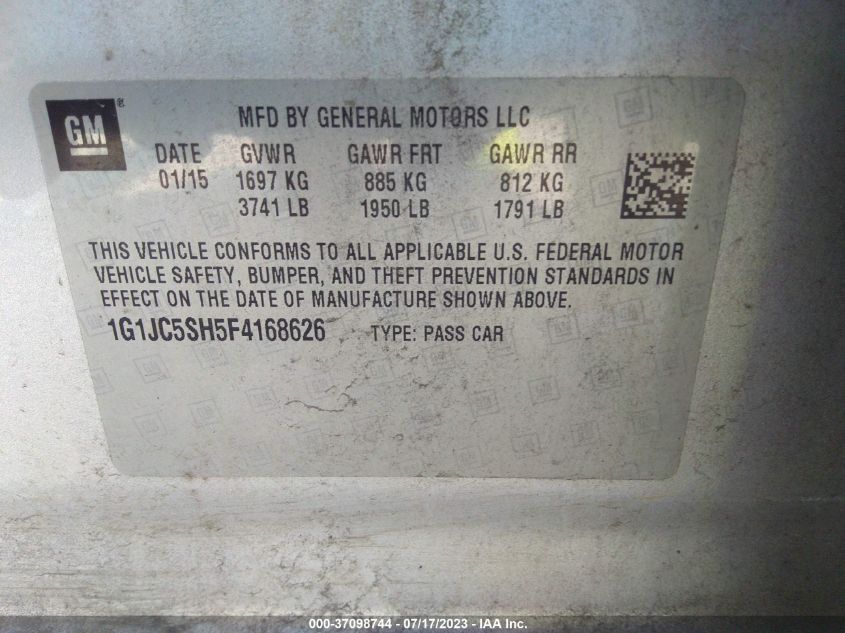 GM ®
MFD BY GENERAL MOTORS LLC
DATE GVWR GAWR FRT GAWR RR
01/15 1697 KG 885 KG 812 KG
3741 LB 1950 LB 1791 LB
THIS VEHICLE CONFORMS TO ALL APPLICABLE U.S. FEDERAL MOTOR
VEHICLE SAFETY, BUMPER, AND THEFT PREVENTION STANDARDS IN
EFFECT ON THE DATE OF MANUFACTURE SHOWN ABOVE.
1G1JC5SH5F4168626 TYPE: PASS CAR
000-37098744 - 07/17/2023 - IAA Inc.